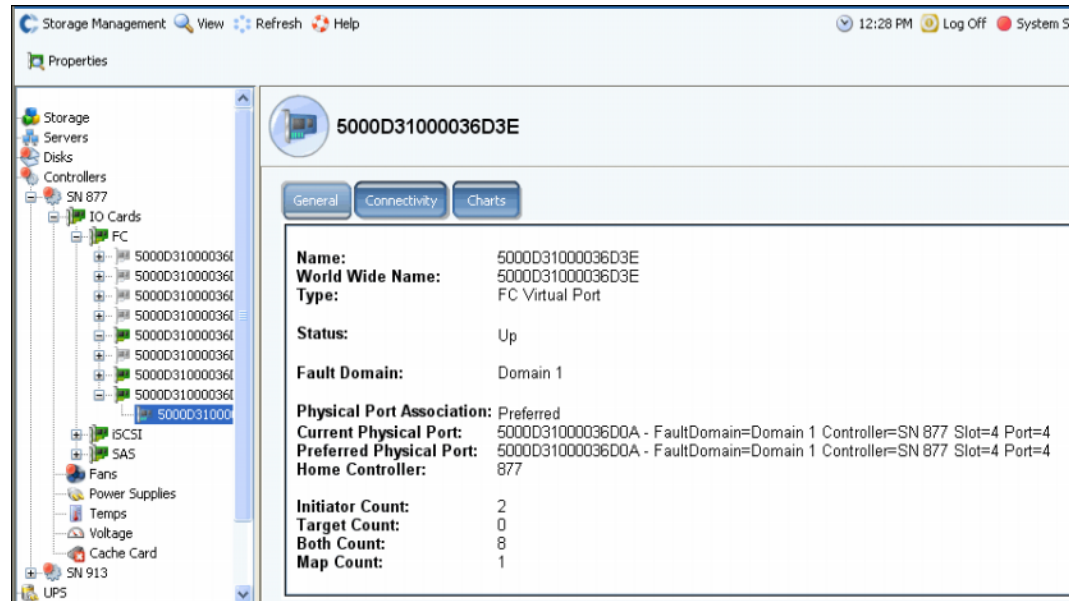 Storage Management View Refresh Help 12:28 PM Log Off System S
Properties
Storage
Servers
Disks
Controllers
SN 877
IO Cards
FC
5000D31000036
5000D31000036
5000D31000036
5000D31000036
5000D31000036
5000D31000036
5000D31000036
5000D31000036
5000D31000
iSCSI
SAS
Fans
Power Supplies
Temps
Voltage
Cache Card
SN 913
UPS
5000D31000036D3E
General Connectivity Charts
Name: 5000D31000036D3E
World Wide Name: 5000D31000036D3E
Type: FC Virtual Port
Status: Up
Fault Domain: Domain 1
Physical Port Association: Preferred
Current Physical Port: 5000D31000036D0A - FaultDomain=Domain 1 Controller=SN 877 Slot=4 Port=4
Preferred Physical Port: 5000D31000036D0A - FaultDomain=Domain 1 Controller=SN 877 Slot=4 Port=4
Home Controller: 877
Initiator Count: 2
Target Count: 0
Both Count: 8
Map Count: 1